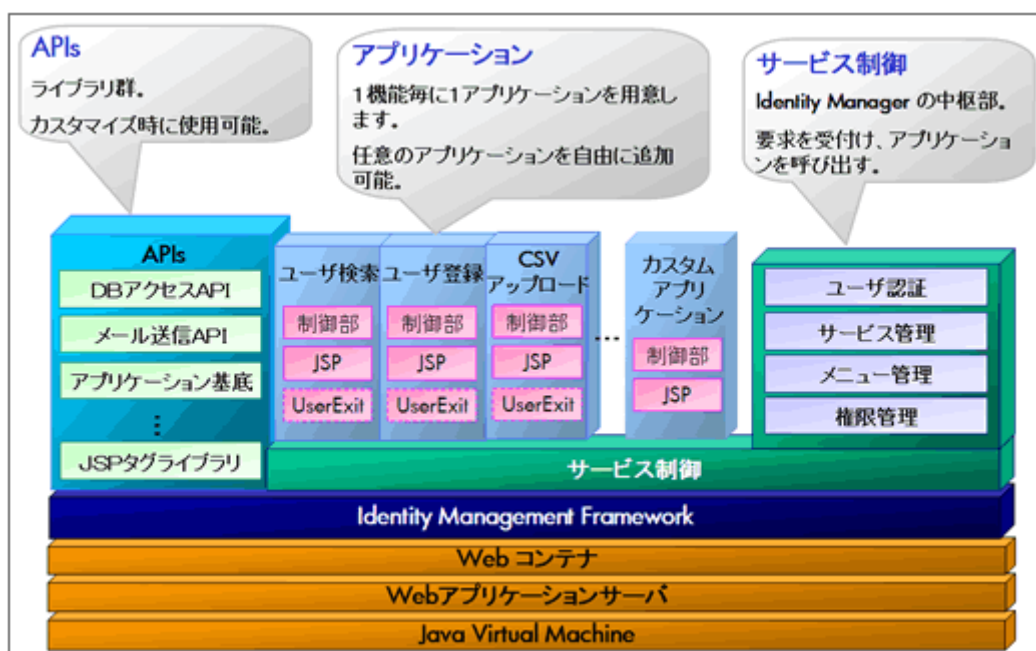 APIs
ライブラリ群。
カスタマイズ時に使用可能。
アプリケーション
1機能毎に1アプリケーションを用意し
ます。
任意のアプリケーションを自由に追加
可能。
サービス制御
Identity Manager の中枢部。
要求を受付け、アプリケーショ
ンを呼び出す。
APIs
DBアクセスAPI
メール送信API
アプリケーション基底
⋮
JSPタグライブラリ
ユーザ検索
制御部
JSP
UserExit
ユーザ登録
制御部
JSP
UserExit
CSV
アップロード
制御部
JSP
UserExit
…
カスタム
アプリ
ケーション
制御部
JSP
ユーザ認証
サービス管理
メニュー管理
権限管理
サービス制御
Identity Management Framework
Web コンテナ
Webアプリケーションサーバ
Java Virtual Machine